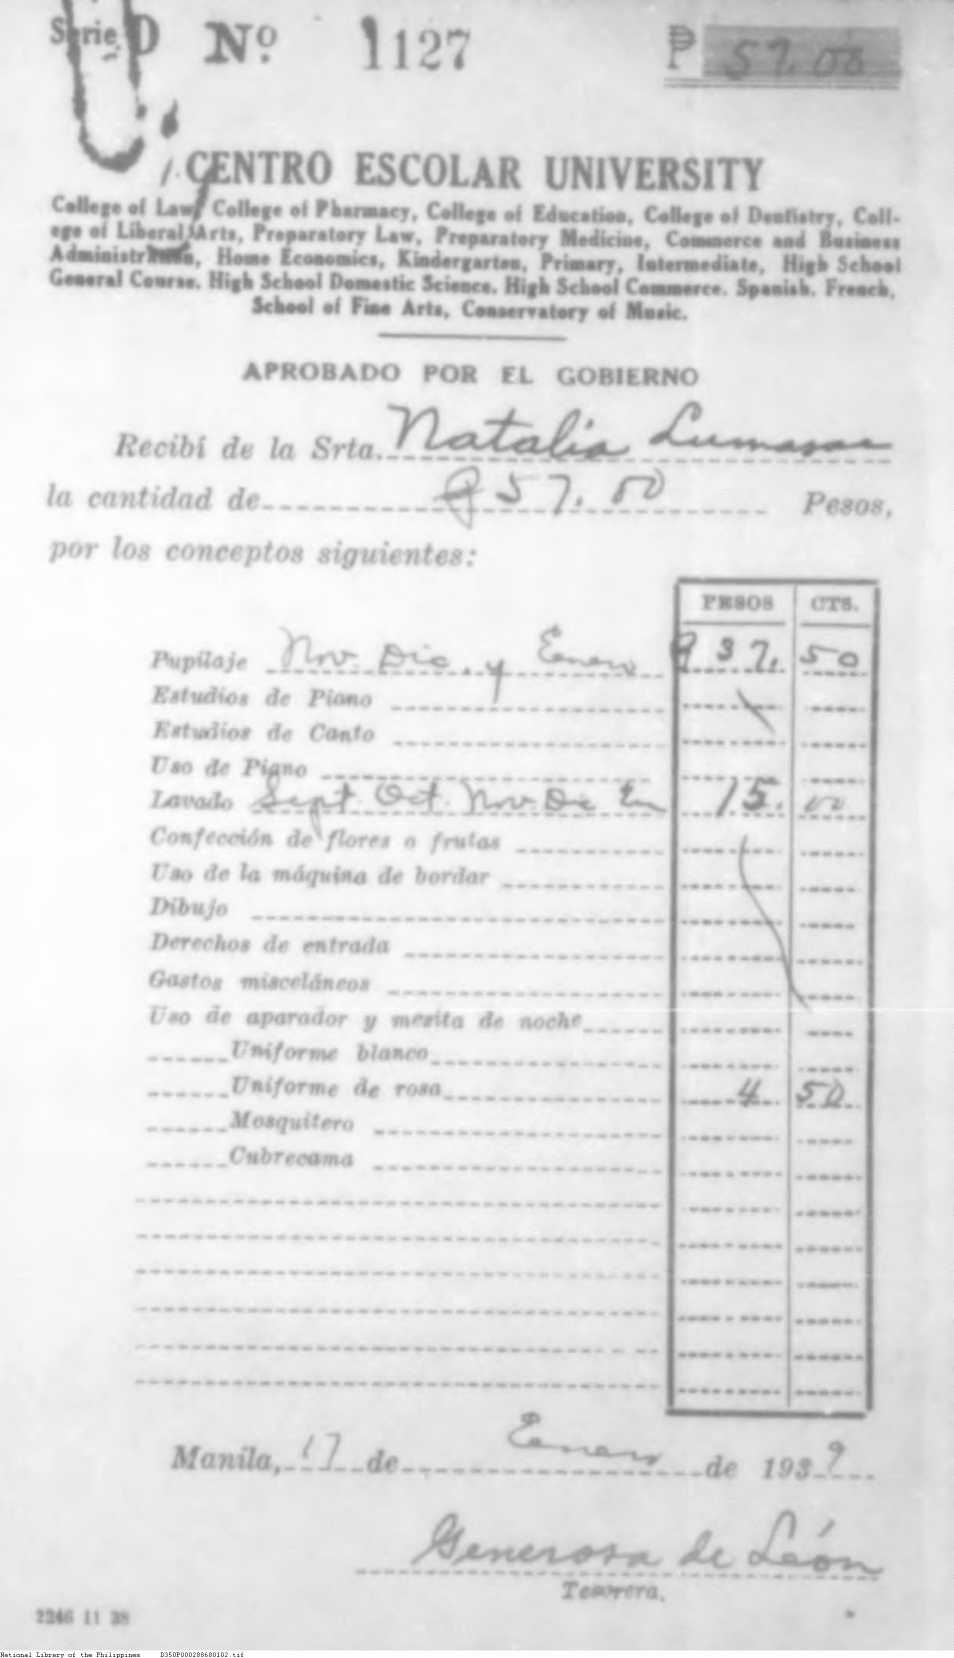 Serie D Nº 1127 ₱ 57.00
CENTRO ESCOLAR UNIVERSITY
College of Law, College of Pharmacy, College of Education, College of Dentistry, Coll-
ege of Liberal Arts, Preparatory Law, Preparatory Medicine, Commerce and Business
Administration, Home Economics, Kindergarten, Primary, Intermediate, High School
General Course, High School Domestic Science, High School Commerce, Spanish, French,
School of Fine Arts, Conservatory of Music.
APROBADO POR EL GOBIERNO
Recibí de la Srta. Natalia
la cantidad de ₱57.00 Pesos,
por los conceptos siguientes:
PESOS CTS.
Pupilaje Nov. Dic. y Enero ₱ 37. 50
Estudios de Piano
Estudios de Canto
Uso de Piano
Lavado Sept. Oct. Nov. Dic En 15. 00
Confección de flores o frutas
Uso de la máquina de bordar
Dibujo
Derechos de entrada
Gastos misceláneos
Uso de aparador y mesita de noche
Uniforme blanco
Uniforme de rosa 4 50
Mosquitero
Cubrecama
Manila, 17 de Enero de 1939
Generosa de León
Tesorera.
2246 11 38
National Library of the Philippines D350P000288680102.tif